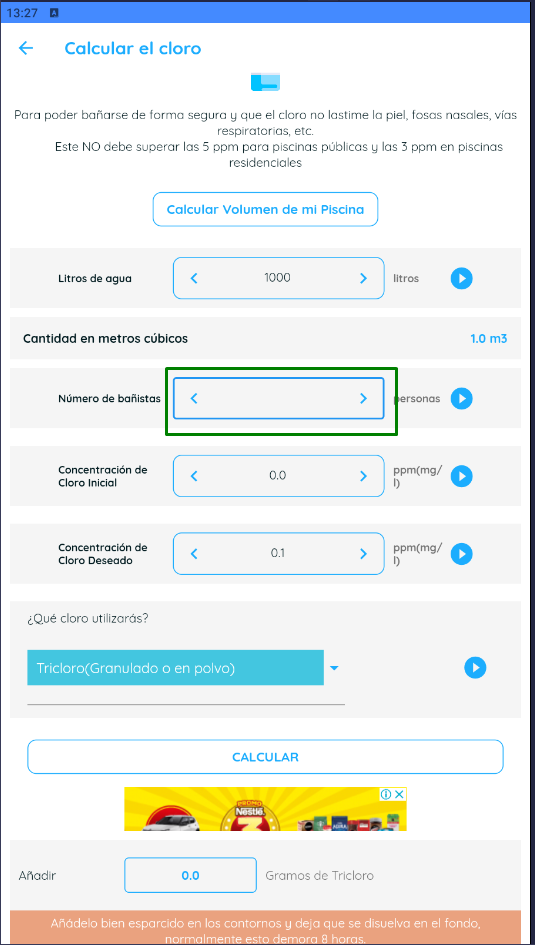 13:27
Calcular el cloro
Para poder bañarse de forma segura y que el cloro no lastime la piel, fosas nasales, vías
respiratorias, etc.
Este NO debe superar las 5 ppm para piscinas públicas y las 3 ppm en piscinas
residenciales
Calcular Volumen de mi Piscina
Litros de agua
1000
litros
Cantidad en metros cúbicos
1.0 m3
Número de bañistas
personas
Concentración de
Cloro Inicial
0.0
ppm(mg/
l)
Concentración de
Cloro Deseado
0.1
ppm(mg/
l)
¿Qué cloro utilizarás?
Tricloro(Granulado o en polvo)
CALCULAR
PROMO
Nestlé
3
Añadir
0.0
Gramos de Tricloro
Añádelo bien esparcido en los contornos y deja que se disuelva en el fondo,
normalmente esto demora 8 horas.